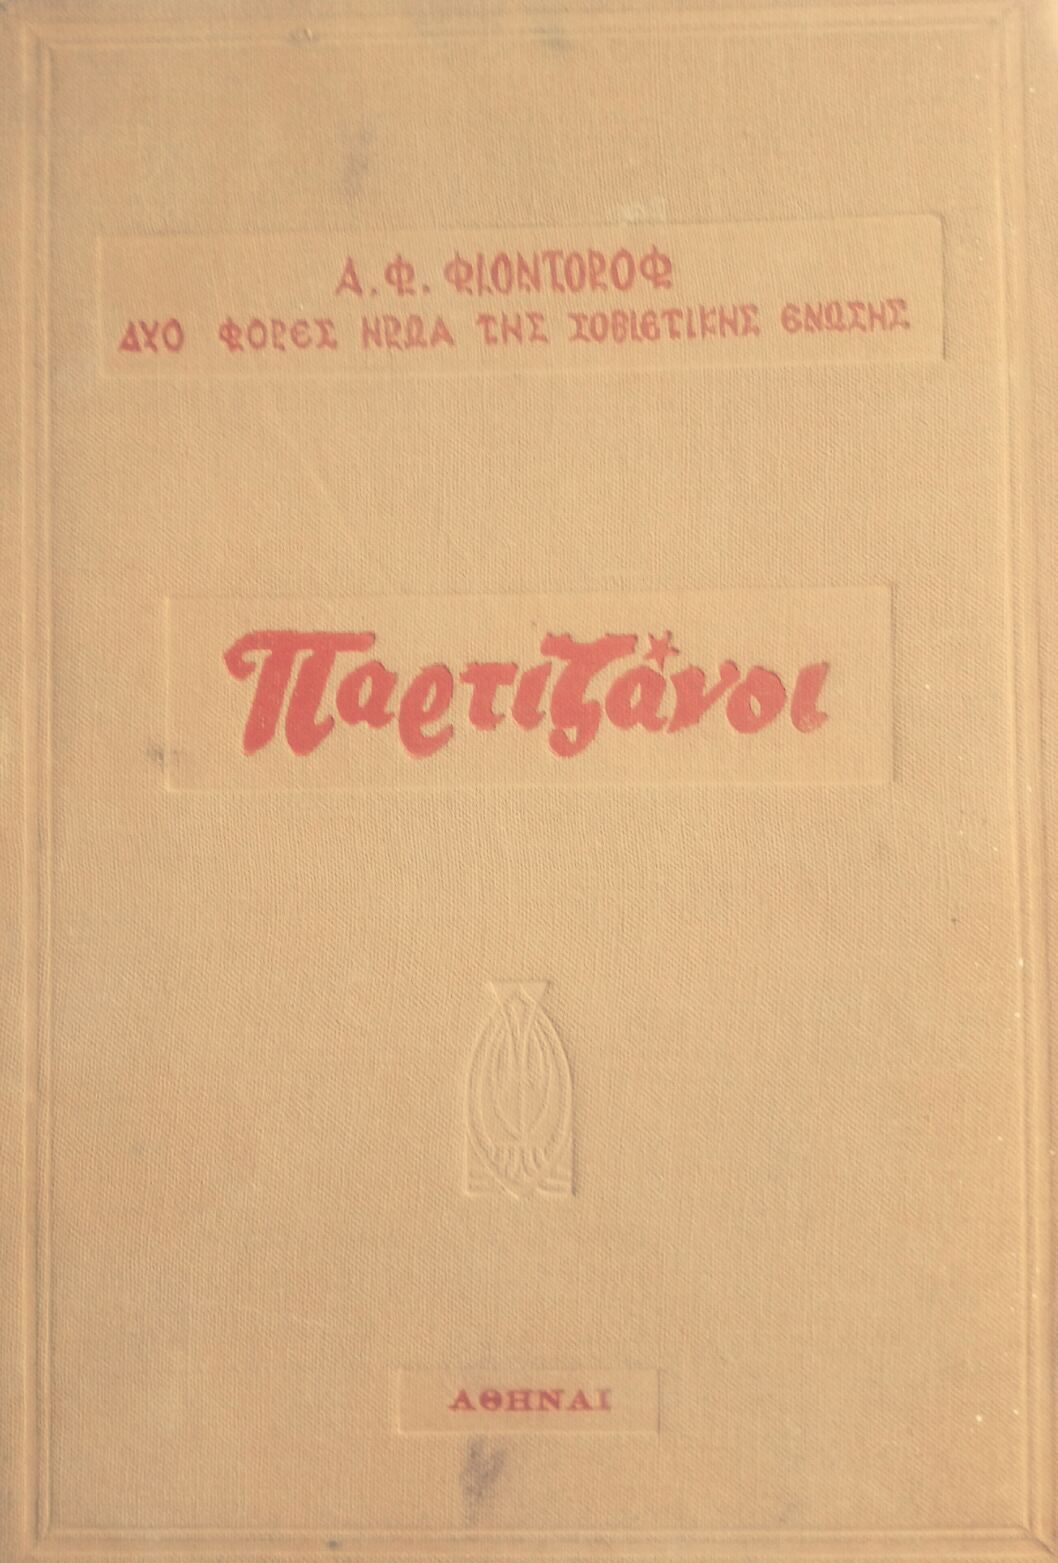 Α. Φ. ΦΙΟΝΤΟΡΟΦ
ΔΥΟ ΦΟΡΕΣ ΗΡΩΑ ΤΗΣ ΣΟΒΙΕΤΙΚΗΣ ΕΝΩΣΗΣ
Παρτιζάνοι
ΑΘΗΝΑΙ